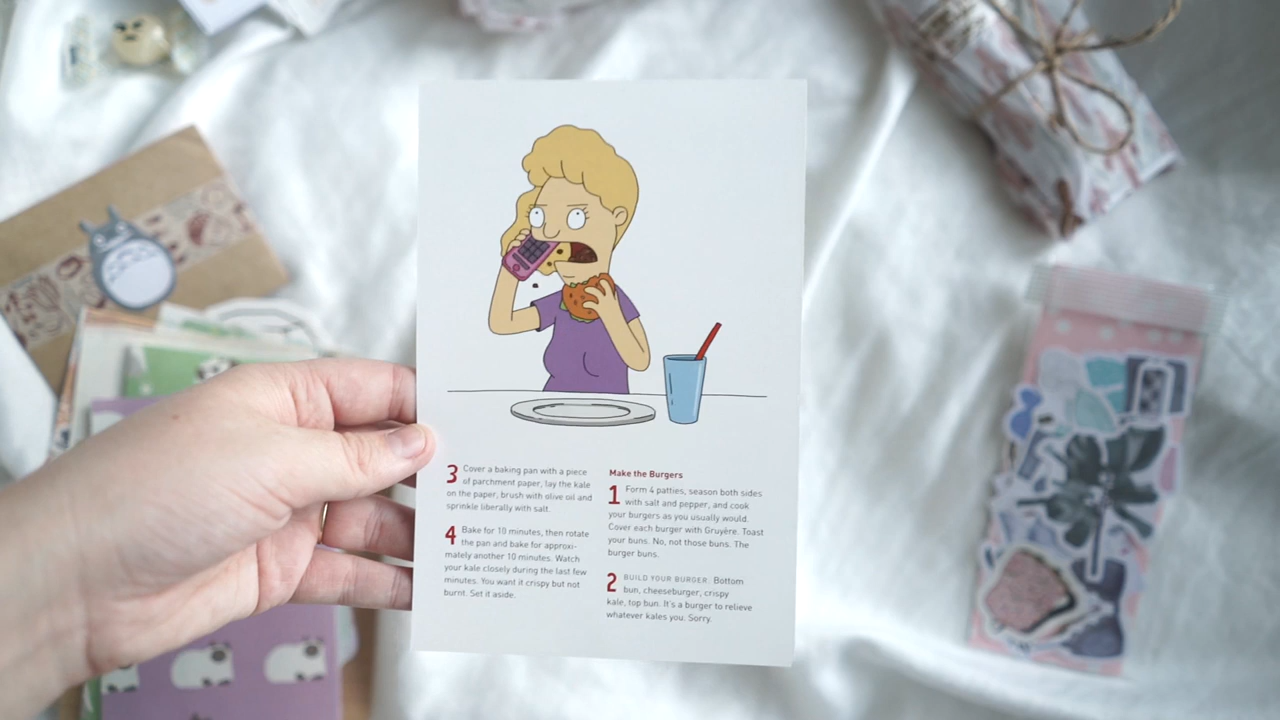 3 Cover a baking pan with a piece
of parchment paper, lay the kale
on the paper, brush with olive oil and
sprinkle liberally with salt.
4 Bake for 10 minutes, then rotate
the pan and bake for approxi-
mately another 10 minutes. Watch
your kale closely during the last few
minutes. You want it crispy but not
burnt. Set it aside.
Make the Burgers
1 Form 4 patties, season both sides
with salt and pepper, and cook
your burgers as you usually would.
Cover each burger with Gruyère. Toast
your buns. No, not those buns. The
burger buns.
2 BUILD YOUR BURGER. Bottom
bun, cheeseburger, crispy
kale, top bun. It's a burger to relieve
whatever kales you. Sorry.